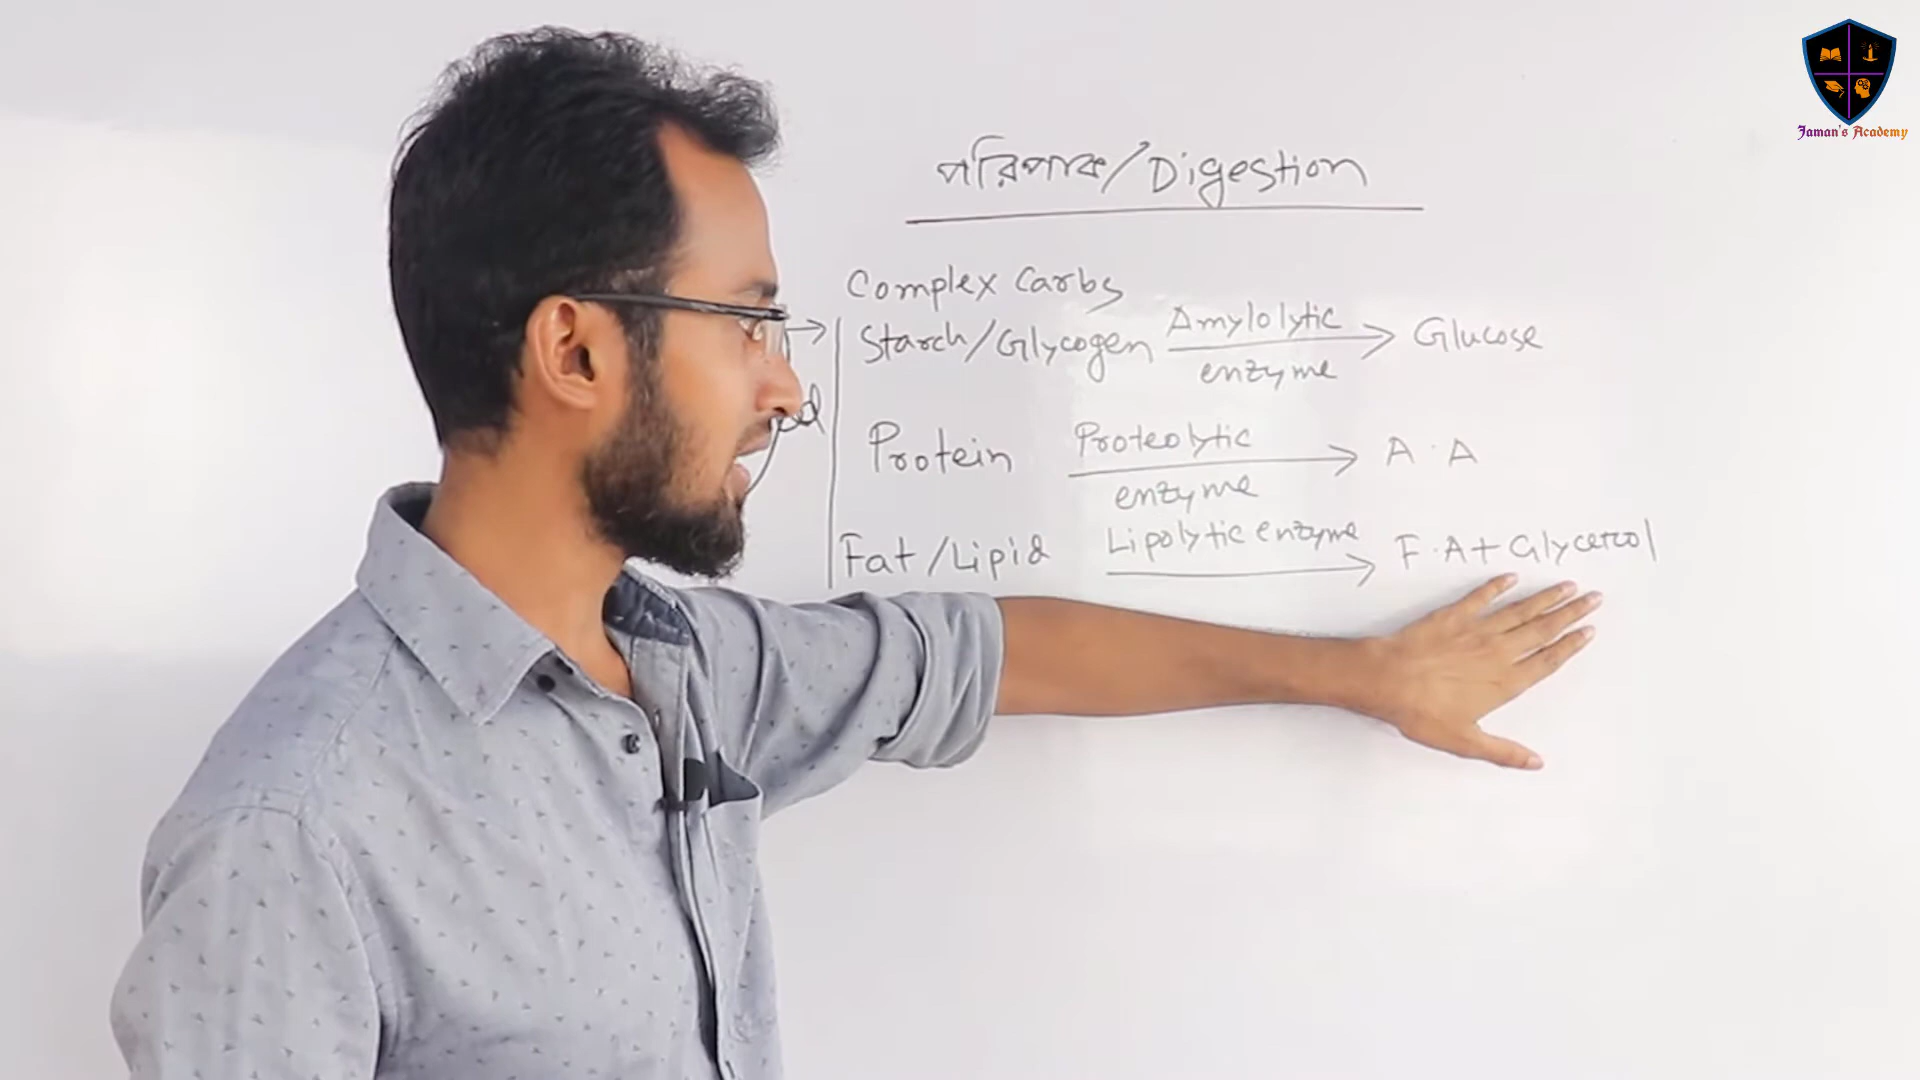 Jaman's Academy
পরিপাক/Digestion
Complex Carbs
Starch/Glycogen Amylolytic enzyme → Glucose
Protein Proteolytic enzyme → A.A
Fat/Lipid Lipolytic enzyme → F.A+Glycerol